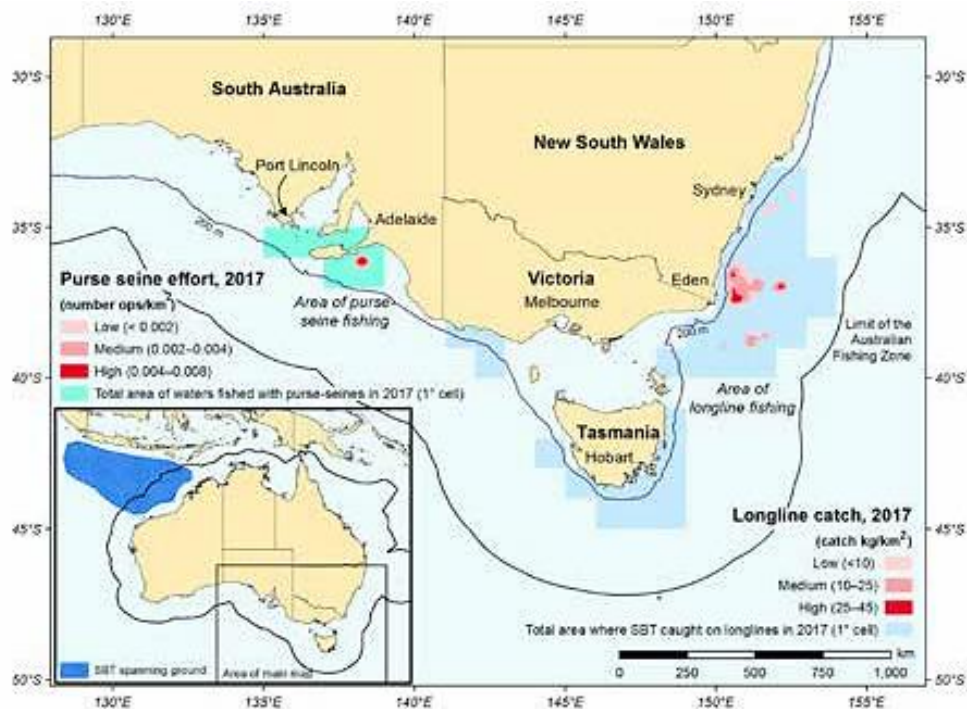 130°E 135°E 140°E 145°E 150°E 155°E
30°S 30°S
South Australia
New South Wales
Port Lincoln
Sydney
Adelaide
35°S 35°S
200 m
Eden
Purse seine effort, 2017
(number ops/km²)
Victoria
Melbourne
Area of purse-
seine fishing
200 m
Low (< 0.002)
Medium (0.002–0.004)
High (0.004–0.008)
Total area of waters fished with purse-seines in 2017 (1° cell)
Limit of the
Australian
Fishing Zone
40°S 40°S
Area of
longline fishing
Tasmania
Hobart
45°S 45°S
Longline catch, 2017
(catch kg/km²)
Low (<10)
Medium (10–25)
High (25–45)
Total area where SBT caught on longlines in 2017 (1° cell)
SBT spanning ground
Area of main map
km
0 250 500 750 1,000
50°S 50°S
130°E 135°E 140°E 145°E 150°E 155°E